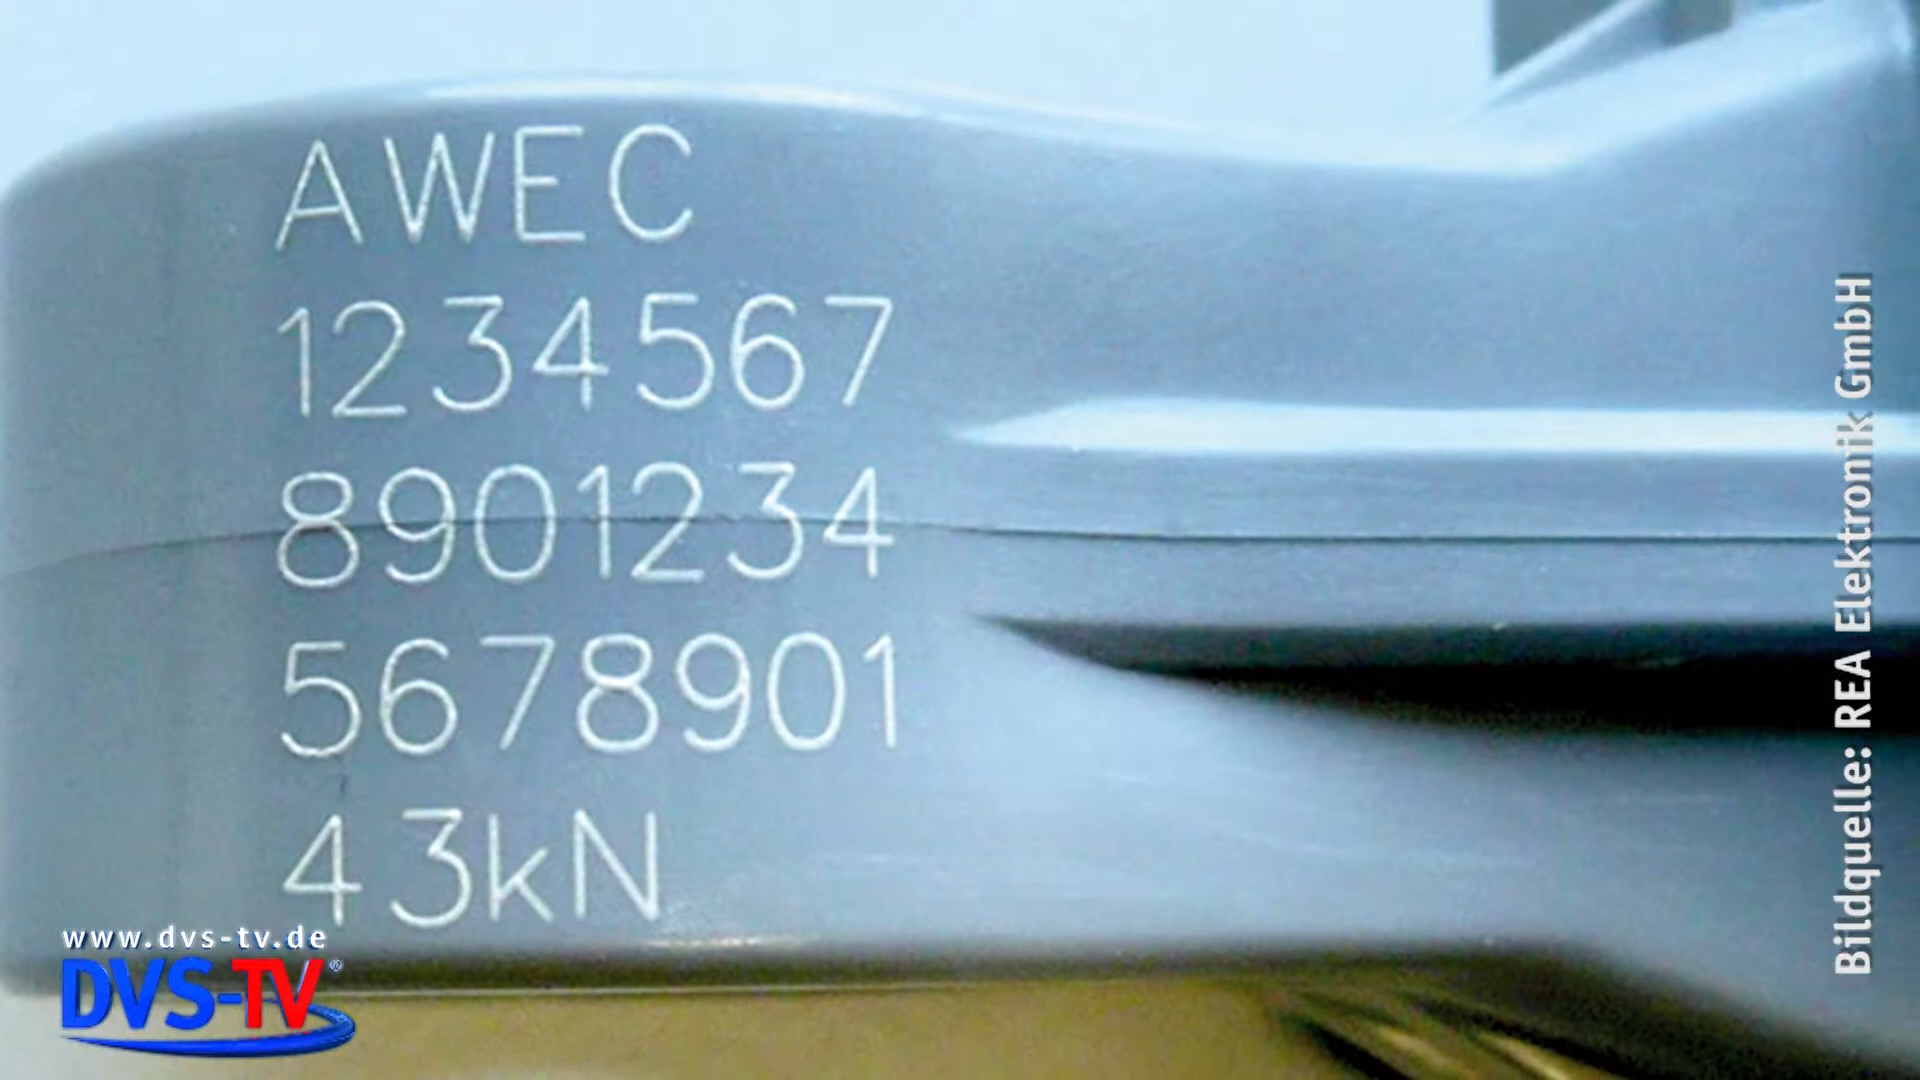 AWEC
1234567
8901234
5678901
43kN
www.dvs-tv.de
DVS-TV®
Bildquelle: REA Elektronik GmbH